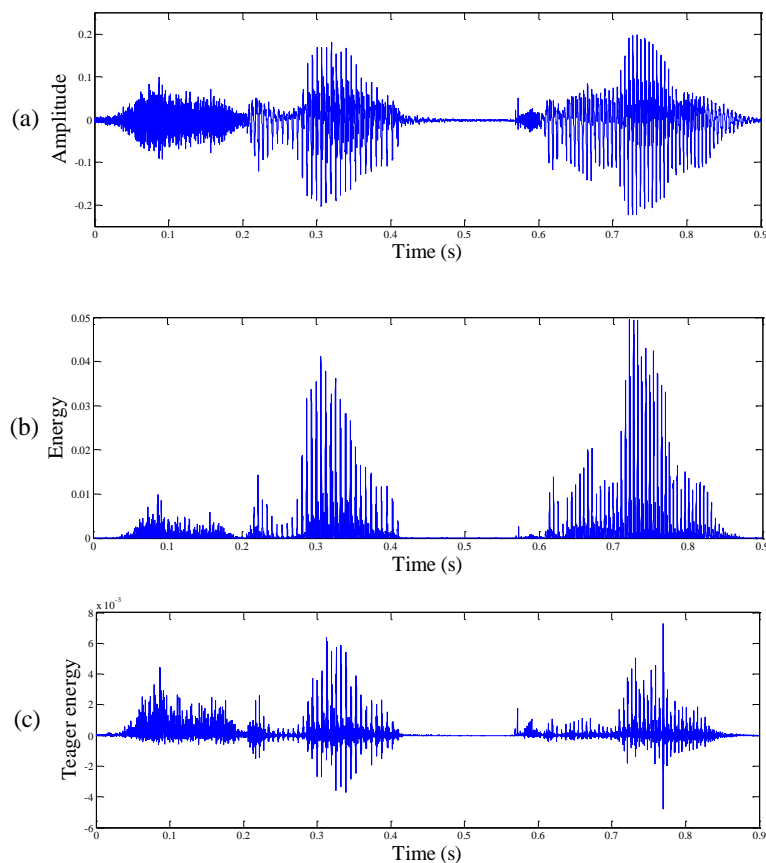 (a)
Amplitude
0.2
0.1
0
-0.1
-0.2
0 0.1 0.2 0.3 0.4 0.5 0.6 0.7 0.8 0.9
Time (s)
(b)
Energy
0.05
0.04
0.03
0.02
0.01
0
0 0.1 0.2 0.3 0.4 0.5 0.6 0.7 0.8 0.9
Time (s)
(c)
Teager energy
x 10⁻³
8
6
4
2
0
-2
-4
-6
0 0.1 0.2 0.3 0.4 0.5 0.6 0.7 0.8 0.9
Time (s)